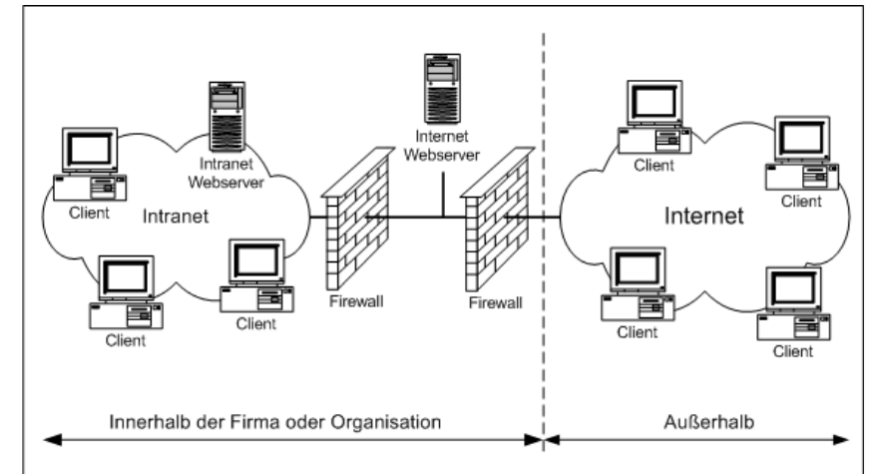 Intranet
Webserver
Client
Intranet
Client
Client
Firewall
Internet
Webserver
Firewall
Client
Client
Internet
Client
Client
Innerhalb der Firma oder Organisation
Außerhalb